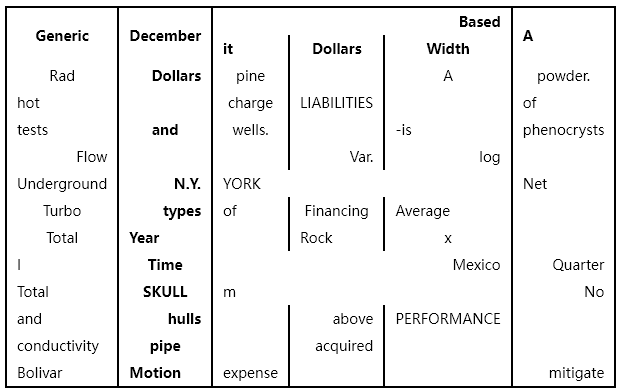 Generic December Based A
it Dollars Width
Rad Dollars pine A powder.
hot charge LIABILITIES of
tests and wells. -is phenocrysts
Flow Var. log
Underground N.Y. YORK Net
Turbo types of Financing Average
Total Year Rock x
I Time Mexico Quarter
Total SKULL m No
and hulls above PERFORMANCE
conductivity pipe acquired
Bolivar Motion expense mitigate